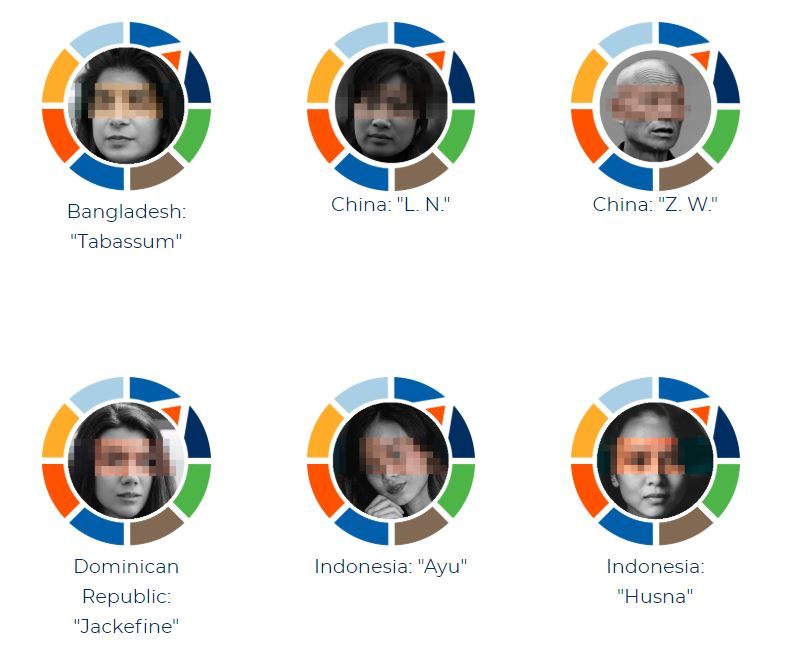 Bangladesh:
"Tabassum"
China: "L. N."
China: "Z. W."
Dominican
Republic:
"Jackefine"
Indonesia: "Ayu"
Indonesia:
"Husna"